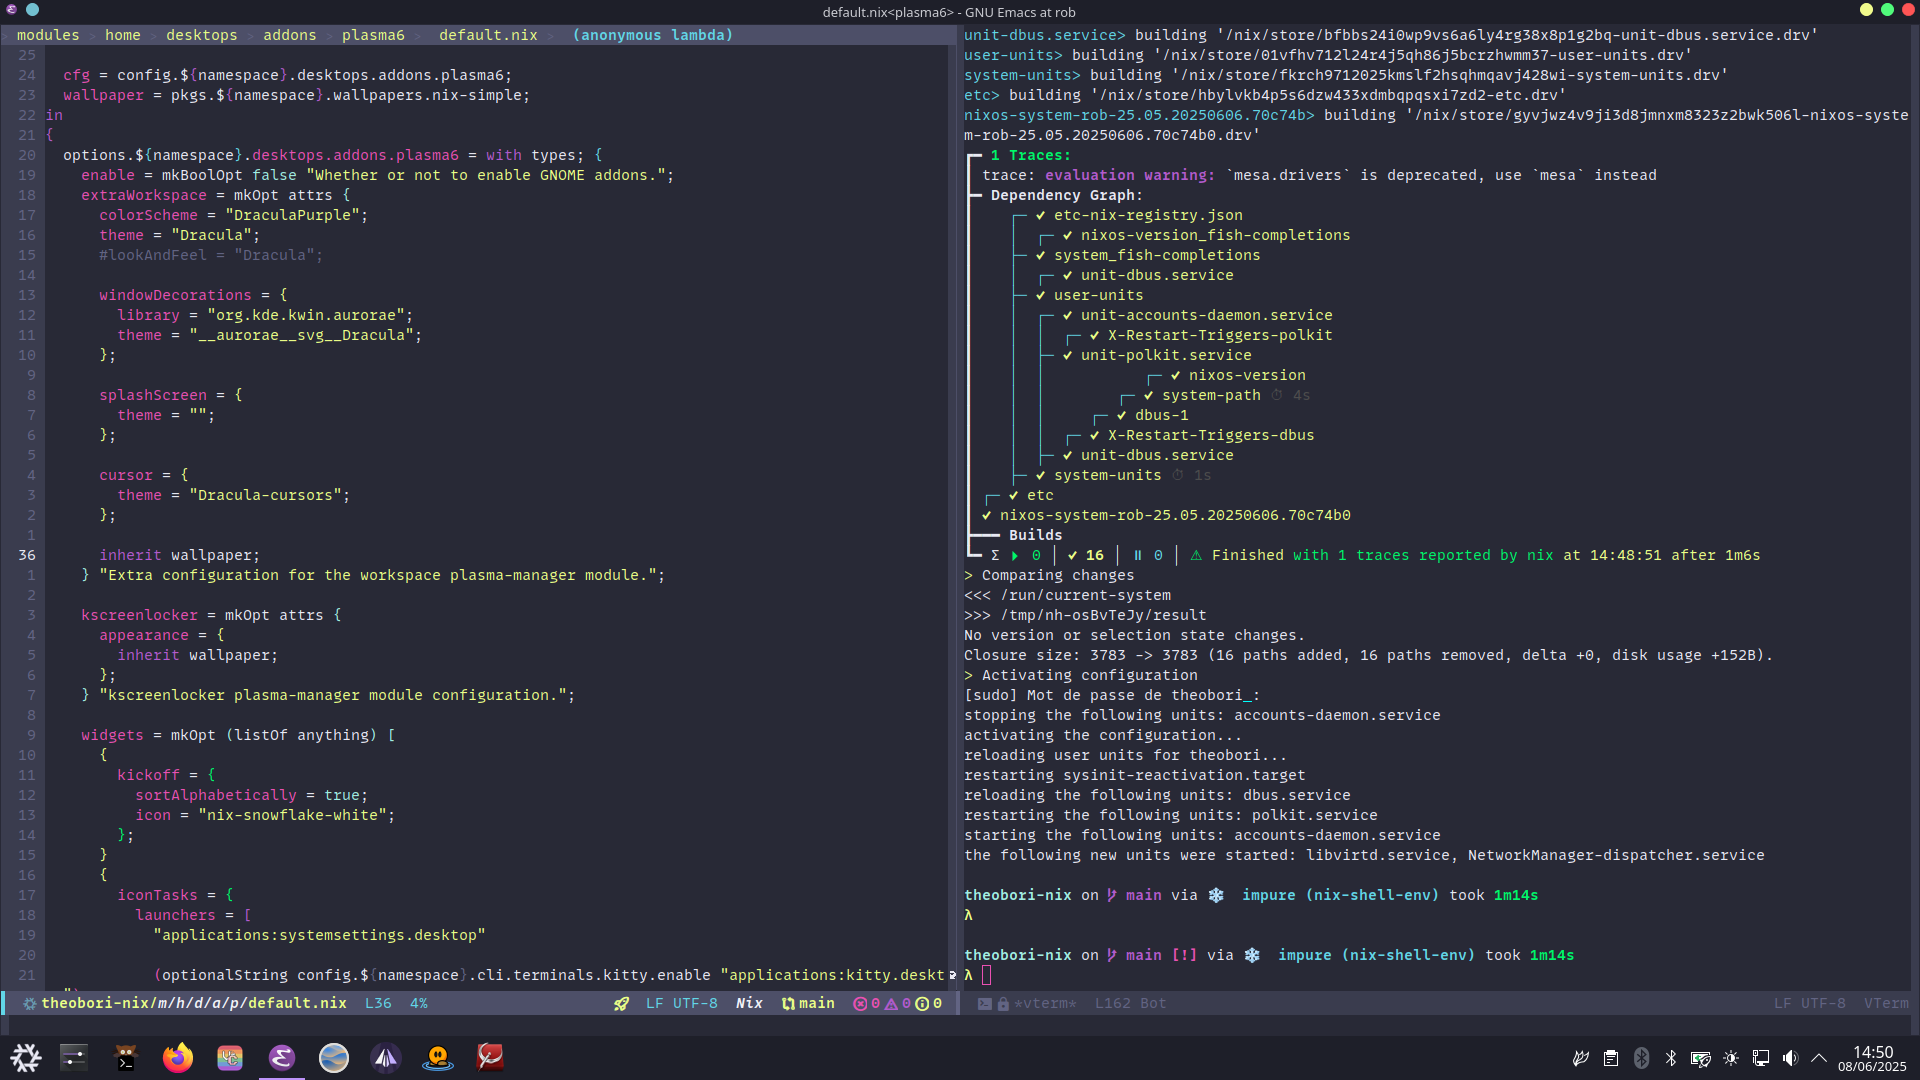 default.nix<plasma6> - GNU Emacs at rob
modules > home > desktops > addons > plasma6 > default.nix > (anonymous lambda)
25
24 cfg = config.${namespace}.desktops.addons.plasma6;
23 wallpaper = pkgs.${namespace}.wallpapers.nix-simple;
22 in
21 {
20 options.${namespace}.desktops.addons.plasma6 = with types; {
19 enable = mkBoolOpt false "Whether or not to enable GNOME addons.";
18 extraWorkspace = mkOpt attrs {
17 colorScheme = "DraculaPurple";
16 theme = "Dracula";
15 #lookAndFeel = "Dracula";
14
13 windowDecorations = {
12 library = "org.kde.kwin.aurorae";
11 theme = "__aurorae__svg__Dracula";
10 };
9
8 splashScreen = {
7 theme = "";
6 };
5
4 cursor = {
3 theme = "Dracula-cursors";
2 };
1
36 inherit wallpaper;
1 } "Extra configuration for the workspace plasma-manager module.";
2
3 kscreenlocker = mkOpt attrs {
4 appearance = {
5 inherit wallpaper;
6 };
7 } "kscreenlocker plasma-manager module configuration.";
8
9 widgets = mkOpt (listOf anything) [
10 {
11 kickoff = {
12 sortAlphabetically = true;
13 icon = "nix-snowflake-white";
14 };
15 }
16 {
17 iconTasks = {
18 launchers = [
19 "applications:systemsettings.desktop"
20
21 (optionalString config.${namespace}.cli.terminals.kitty.enable "applications:kitty.deskt
")
theobori-nix/m/h/d/a/p/default.nix L36 4% LF UTF-8 Nix main 0 0 0
unit-dbus.service> building '/nix/store/bfbbs24i0wp9vs6a6ly4rg38x8p1g2bq-unit-dbus.service.drv'
user-units> building '/nix/store/01vfhv712l24r4j5qh86j5bcrzhwmm37-user-units.drv'
system-units> building '/nix/store/fkrch9712025kmslf2hsqhmqavj428wi-system-units.drv'
etc> building '/nix/store/hbylvkb4p5s6dzw433xdmbqpqsxi7zd2-etc.drv'
nixos-system-rob-25.05.20250606.70c74b> building '/nix/store/gyvjwz4v9ji3d8jmnxm8323z2bwk506l-nixos-syste
m-rob-25.05.20250606.70c74b0.drv'
1 Traces:
trace: evaluation warning: `mesa.drivers` is deprecated, use `mesa` instead
Dependency Graph:
✔ etc-nix-registry.json
✔ nixos-version_fish-completions
✔ system_fish-completions
✔ unit-dbus.service
✔ user-units
✔ unit-accounts-daemon.service
✔ X-Restart-Triggers-polkit
✔ unit-polkit.service
✔ nixos-version
✔ system-path ⏱ 4s
✔ dbus-1
✔ X-Restart-Triggers-dbus
✔ unit-dbus.service
✔ system-units ⏱ 1s
✔ etc
✔ nixos-system-rob-25.05.20250606.70c74b0
Builds
Σ ⏵ 0 │ ✔ 16 │ ⏸ 0 │ ⚠ Finished with 1 traces reported by nix at 14:48:51 after 1m6s
> Comparing changes
<<< /run/current-system
>>> /tmp/nh-osBvTeJy/result
No version or selection state changes.
Closure size: 3783 -> 3783 (16 paths added, 16 paths removed, delta +0, disk usage +152B).
> Activating configuration
[sudo] Mot de passe de theobori_:
stopping the following units: accounts-daemon.service
activating the configuration...
reloading user units for theobori...
restarting sysinit-reactivation.target
reloading the following units: dbus.service
restarting the following units: polkit.service
starting the following units: accounts-daemon.service
the following new units were started: libvirtd.service, NetworkManager-dispatcher.service
theobori-nix on main via ❄ impure (nix-shell-env) took 1m14s
λ
theobori-nix on main [!] via ❄ impure (nix-shell-env) took 1m14s
λ
*vterm* L162 Bot LF UTF-8 VTerm
14:50
08/06/2025